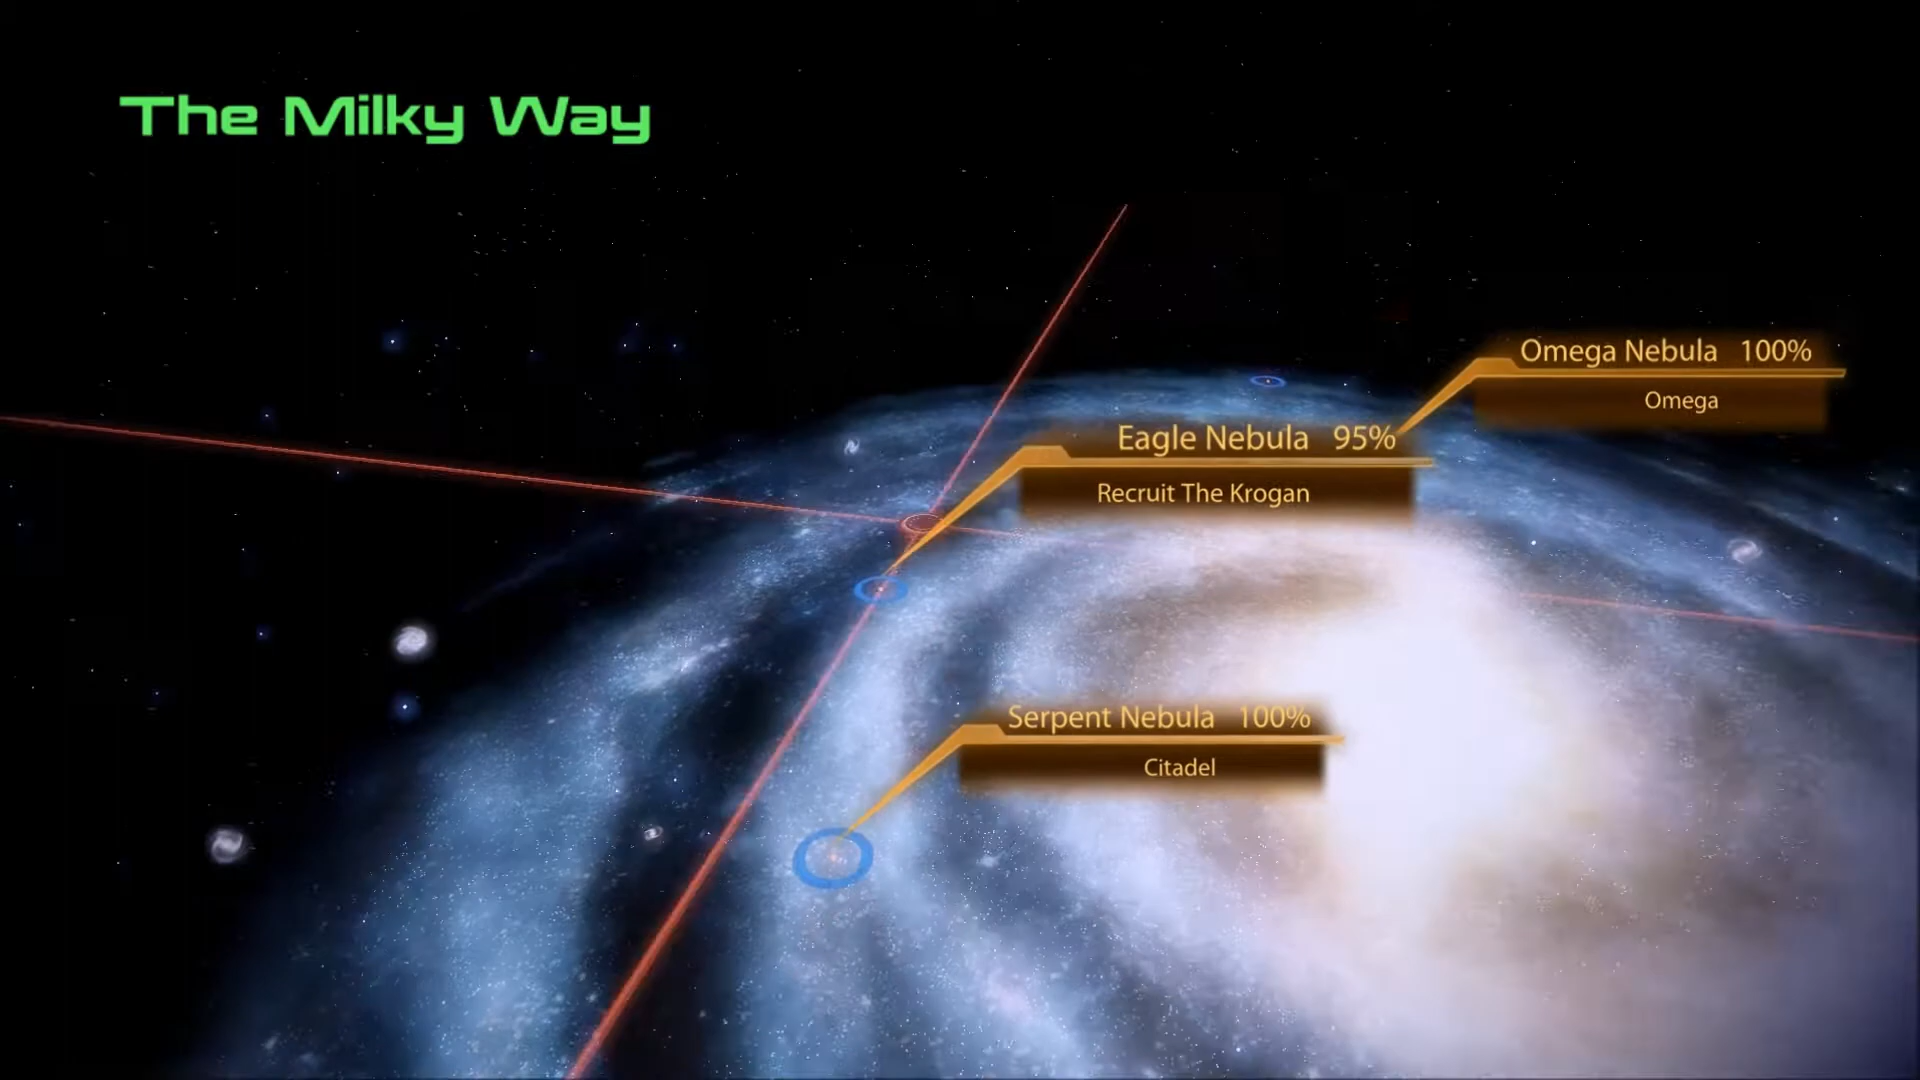 The Milky Way
Omega Nebula 100%
Omega
Eagle Nebula 95%
Recruit The Krogan
Serpent Nebula 100%
Citadel